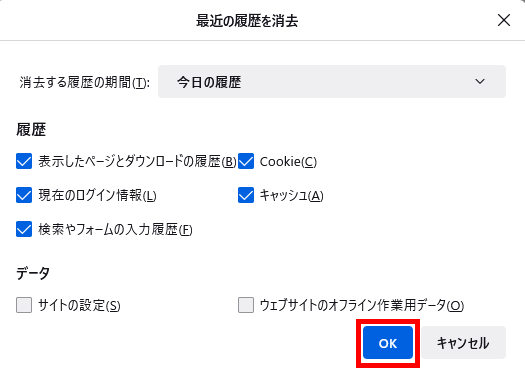 最近の履歴を消去
消去する履歴の期間(T): 今日の履歴
履歴
表示したページとダウンロードの履歴(B) Cookie(C)
現在のログイン情報(L) キャッシュ(A)
検索やフォームの入力履歴(F)
データ
サイトの設定(S) ウェブサイトのオフライン作業用データ(O)
OK キャンセル